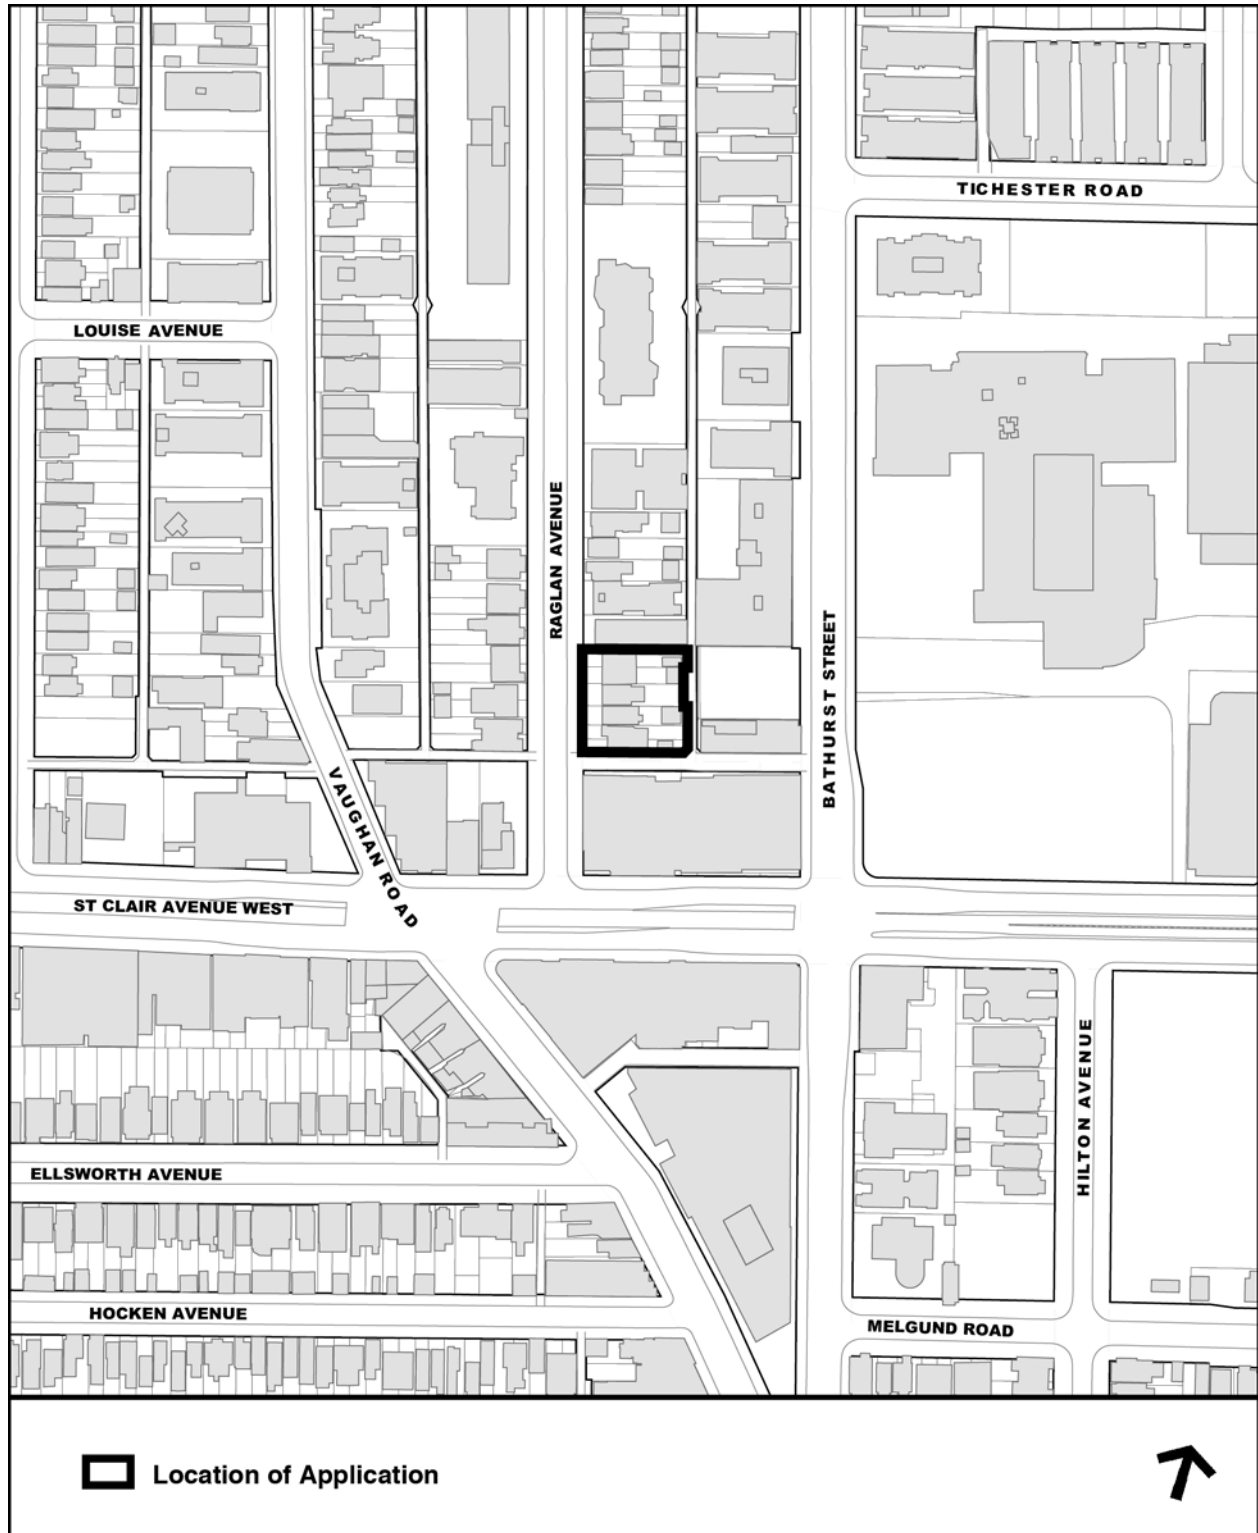 TICHESTER ROAD
LOUISE AVENUE
RAGLAN AVENUE
BATHURST STREET
VAUGHAN ROAD
ST CLAIR AVENUE WEST
HILTON AVENUE
ELLSWORTH AVENUE
HOCKEN AVENUE
MELGUND ROAD
Location of Application